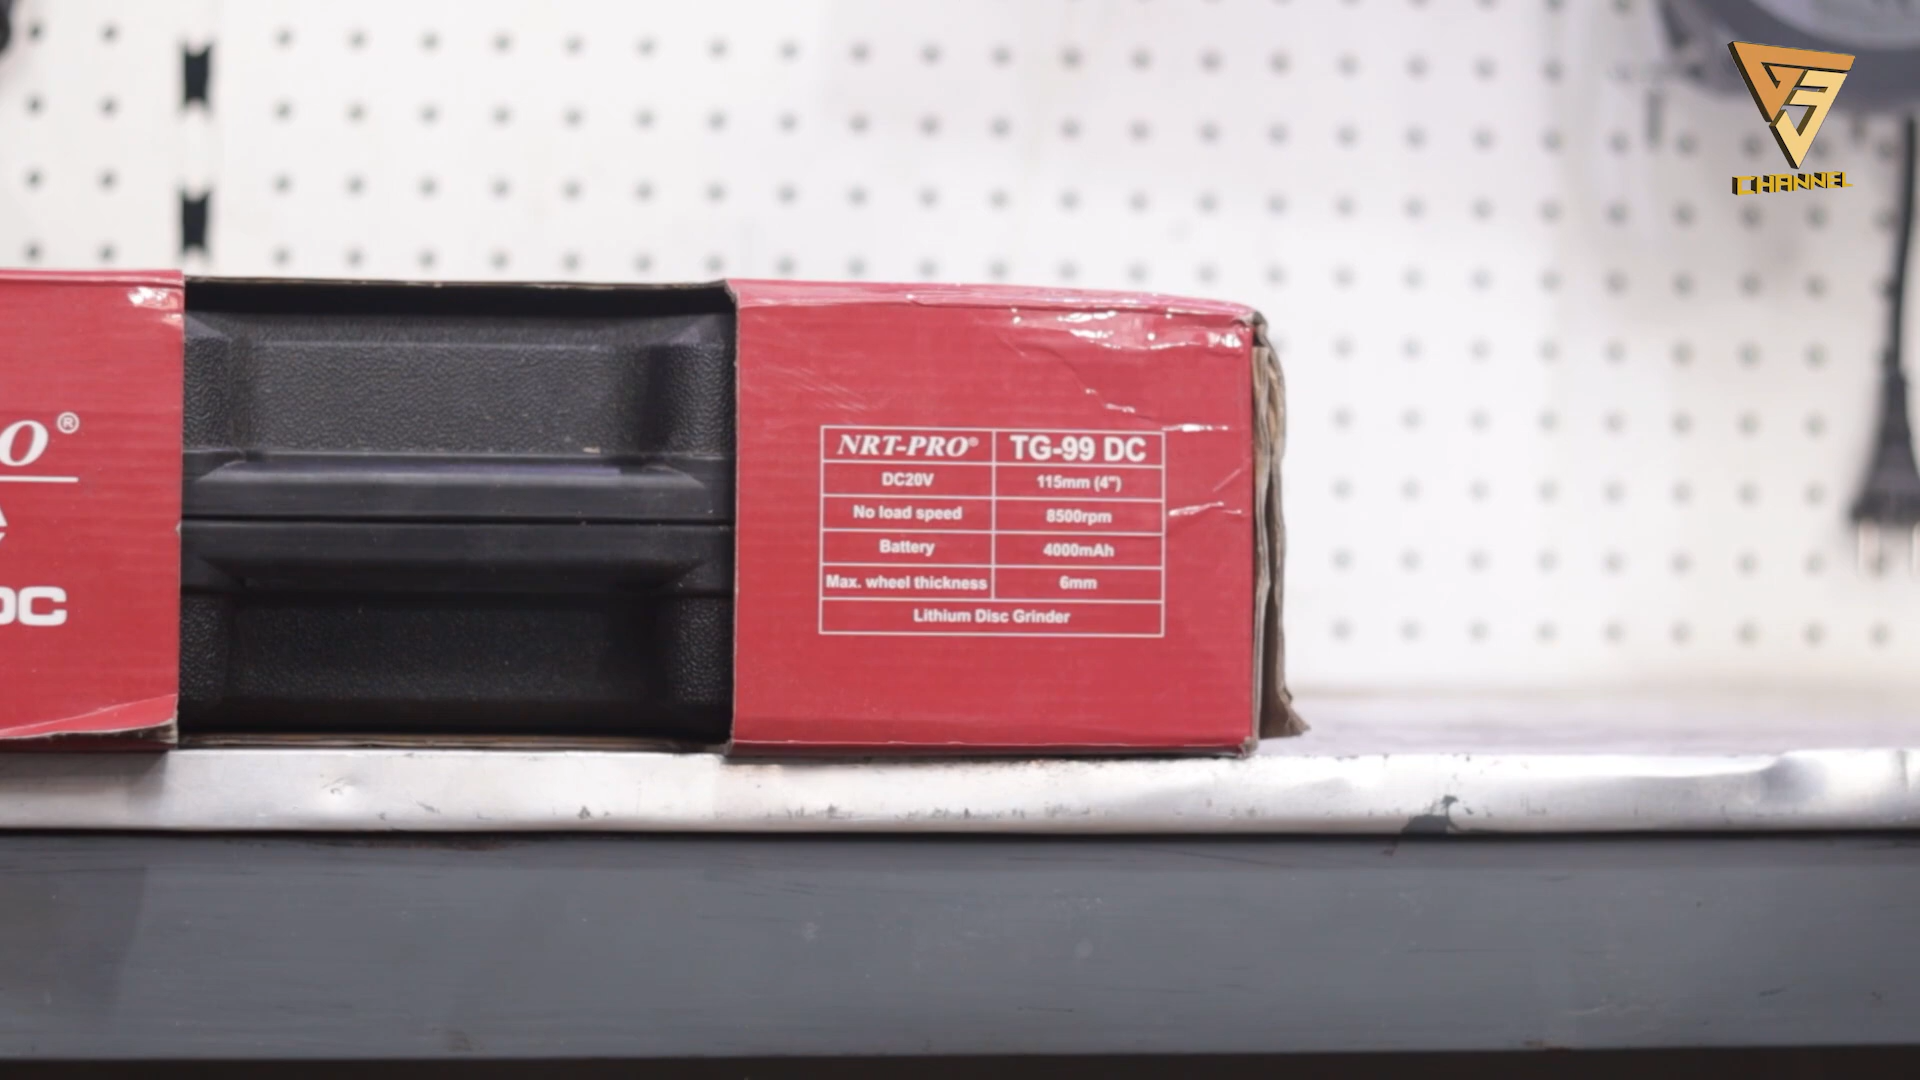 CHANNEL
O®
DC
NRT-PRO® TG-99 DC
DC20V 115mm (4")
No load speed 8500rpm
Battery 4000mAh
Max. wheel thickness 6mm
Lithium Disc Grinder